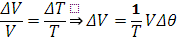 ΔV/V = ΔT/T ⇒ ΔV = 1/T VΔθ